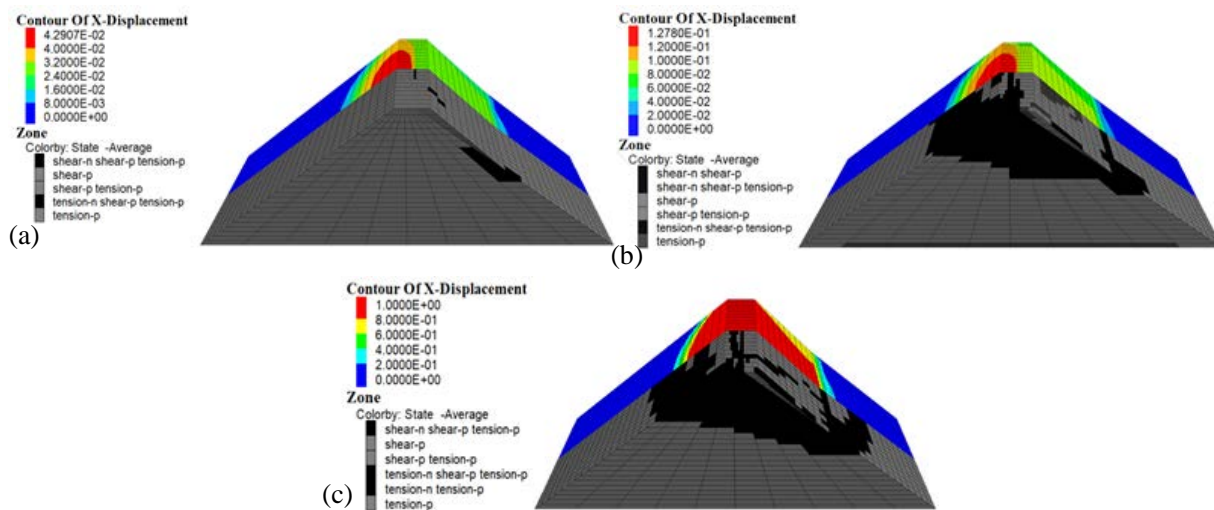 Contour Of X-Displacement
4.2907E-02
4.0000E-02
3.2000E-02
2.4000E-02
1.6000E-02
8.0000E-03
0.0000E+00
Zone
Colorby: State -Average
shear-n shear-p tension-p
shear-p
shear-p tension-p
tension-n shear-p tension-p
tension-p
(a)
Contour Of X-Displacement
1.2780E-01
1.2000E-01
1.0000E-01
8.0000E-02
6.0000E-02
4.0000E-02
2.0000E-02
0.0000E+00
Zone
Colorby: State -Average
shear-n shear-p
shear-n shear-p tension-p
shear-p
shear-p tension-p
tension-n shear-p tension-p
tension-p
(b)
Contour Of X-Displacement
1.0000E+00
8.0000E-01
6.0000E-01
4.0000E-01
2.0000E-01
0.0000E+00
Zone
Colorby: State -Average
shear-n shear-p tension-p
shear-p
shear-p tension-p
tension-n shear-p tension-p
tension-n tension-p
tension-p
(c)